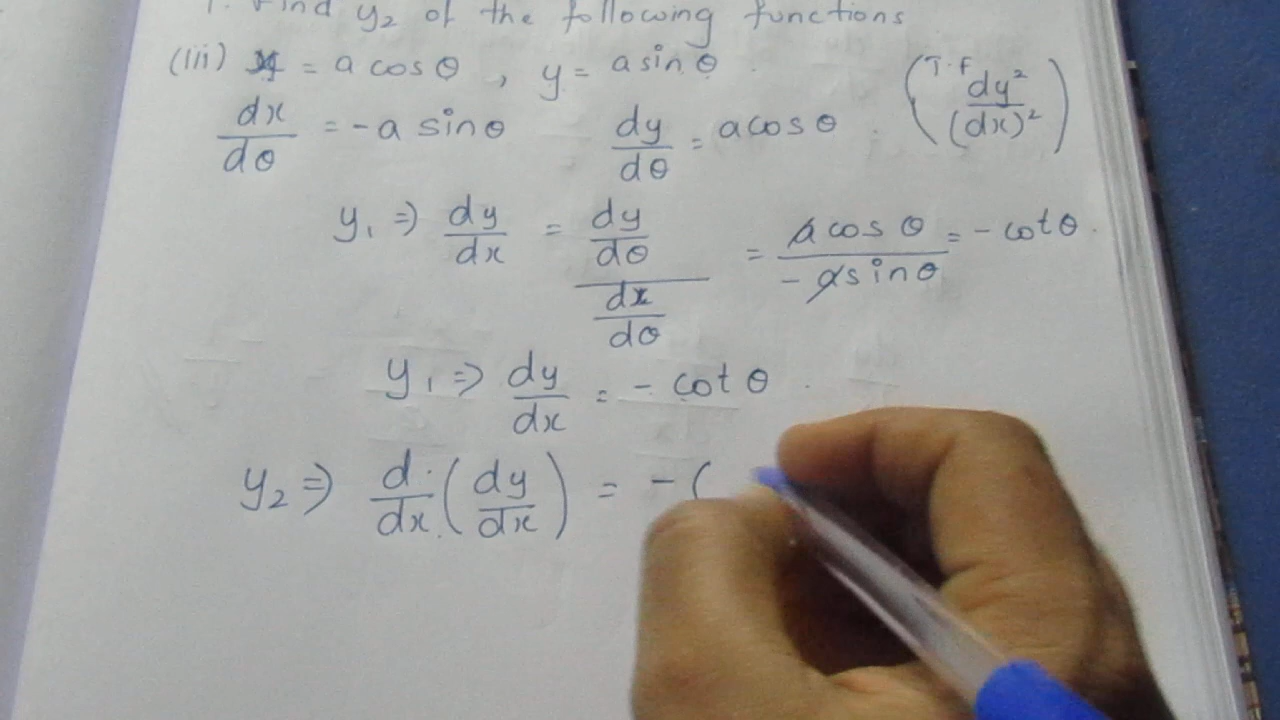 1. Find y₂ of the following functions
(iii) x = a cos θ , y = a sin θ .
dx/dθ = -a sin θ dy/dθ = a cos θ . (T.F dy²/(dx)²)
y₁ ⇒ dy/dx = (dy/dθ)/(dx/dθ) = a cos θ / - a sin θ = - cot θ .
y₁ ⇒ dy/dx = - cot θ .
y₂ ⇒ d/dx (dy/dx) = - (